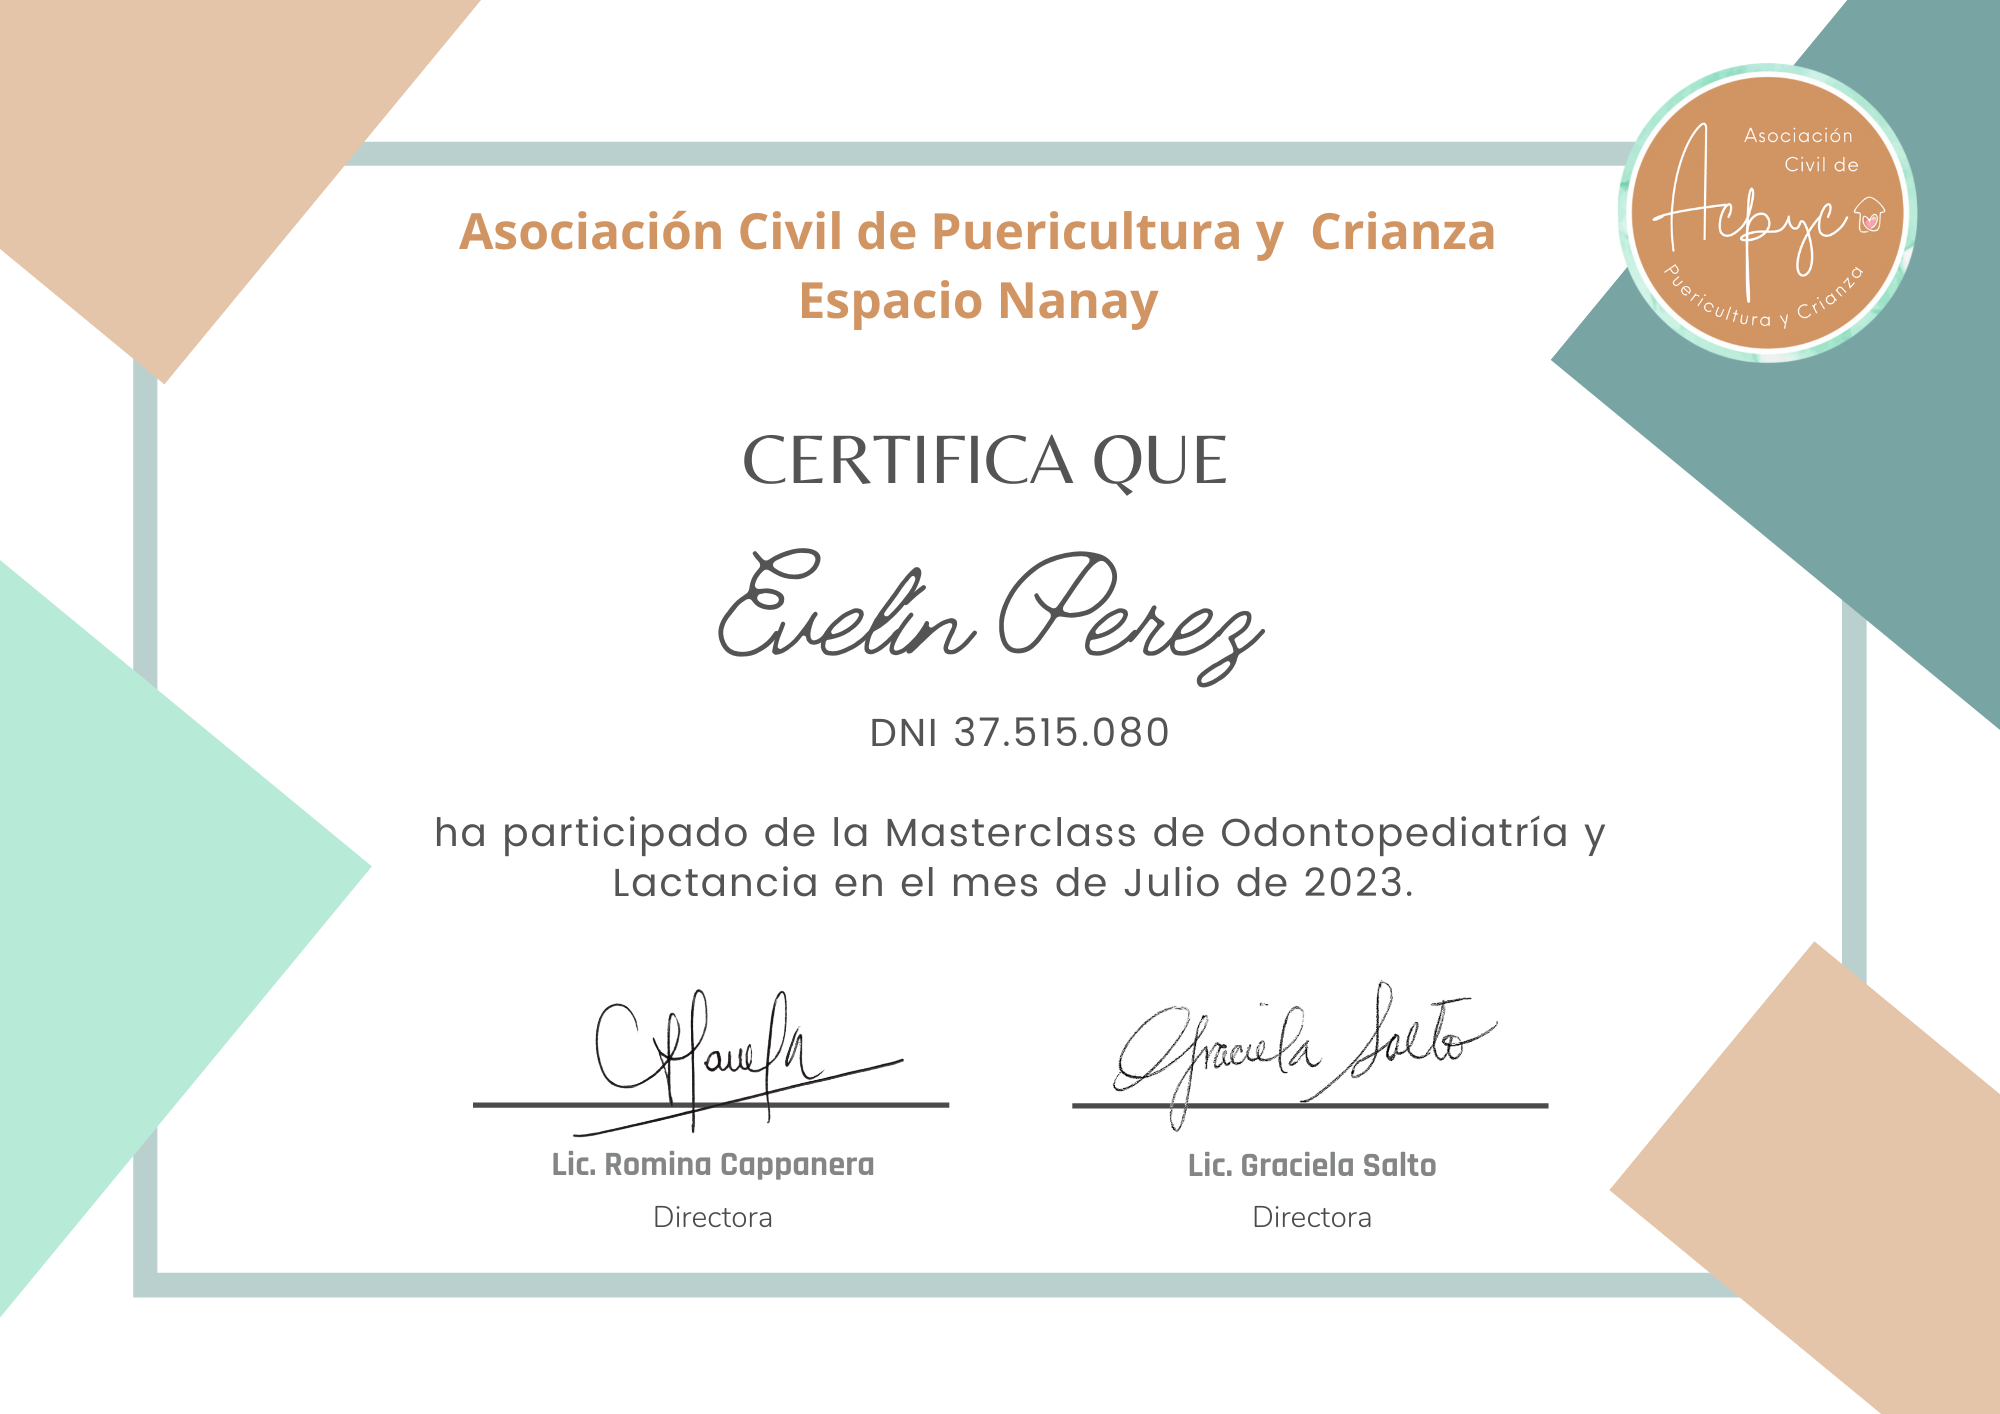 Asociación Civil de Puericultura y  Crianza
Espacio Nanay
Asociación
Civil de
Acpyc
Puericultura y Crianza
CERTIFICA QUE
Evelin Perez
DNI 37.515.080
ha participado de la Masterclass de Odontopediatría y
Lactancia en el mes de Julio de 2023.
Graciela Salto
Lic. Romina Cappanera
Directora
Lic. Graciela Salto
Directora